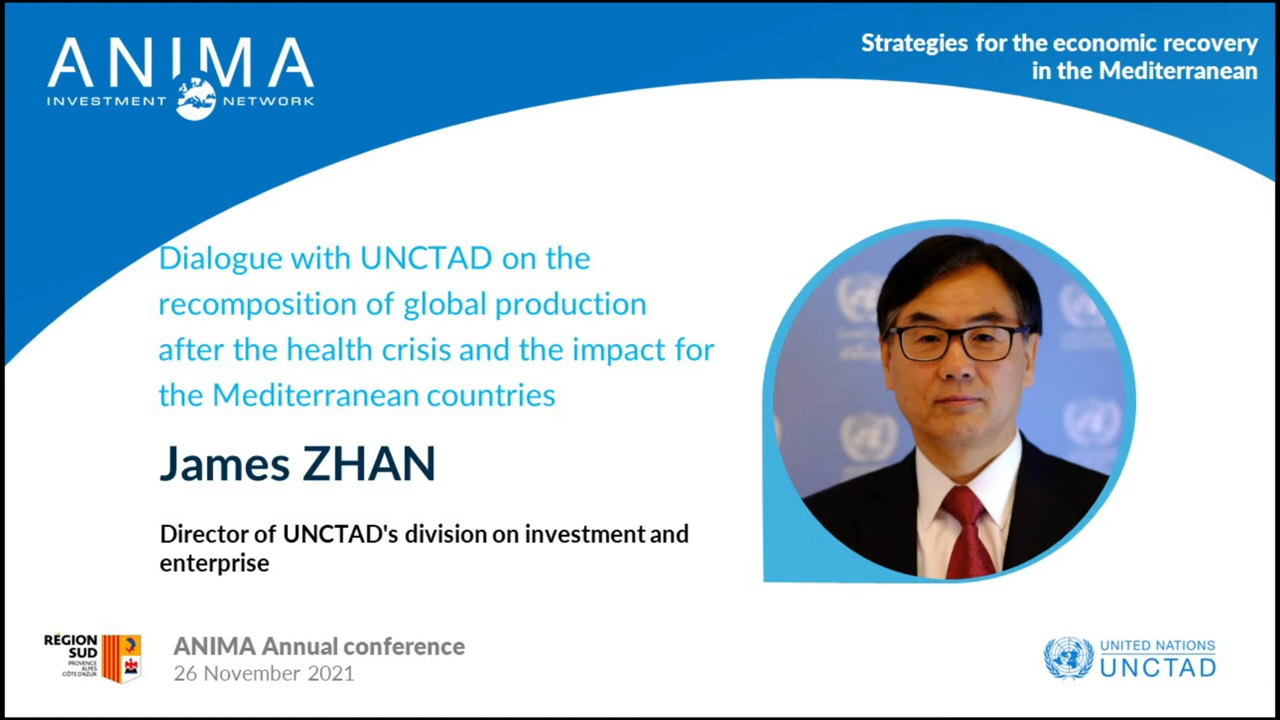 ANIMA
INVESTMENT NETWORK
Strategies for the economic recovery
in the Mediterranean
Dialogue with UNCTAD on the
recomposition of global production
after the health crisis and the impact for
the Mediterranean countries
James ZHAN
Director of UNCTAD's division on investment and
enterprise
RÉGION
SUD
PROVENCE
ALPES
CÔTE D'AZUR
ANIMA Annual conference
26 November 2021
UNITED NATIONS
UNCTAD